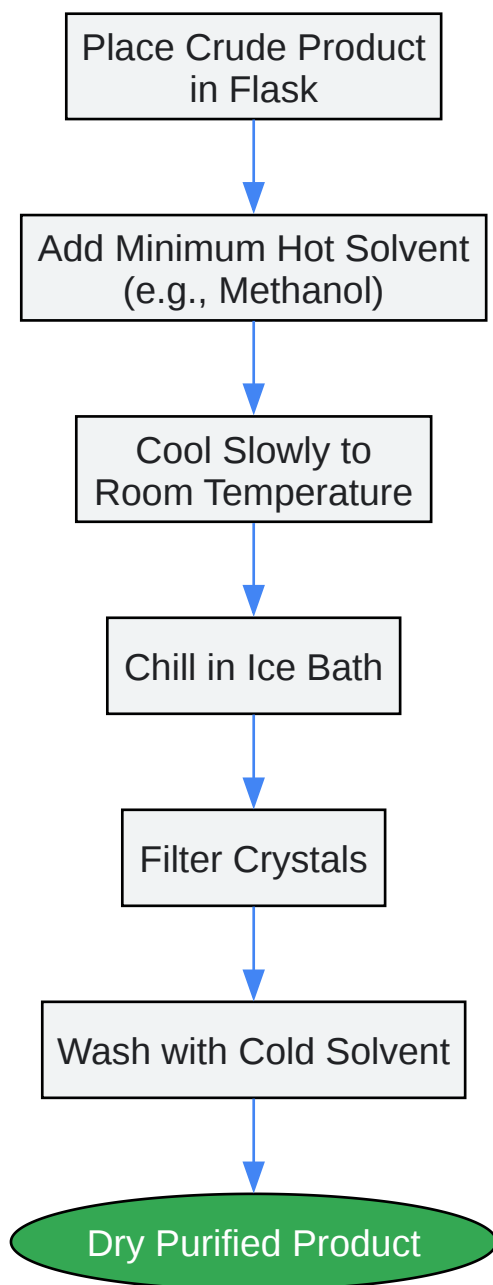 Place Crude Product
in Flask
Add Minimum Hot Solvent
(e.g., Methanol)
Cool Slowly to
Room Temperature
Chill in Ice Bath
Filter Crystals
Wash with Cold Solvent
Dry Purified Product